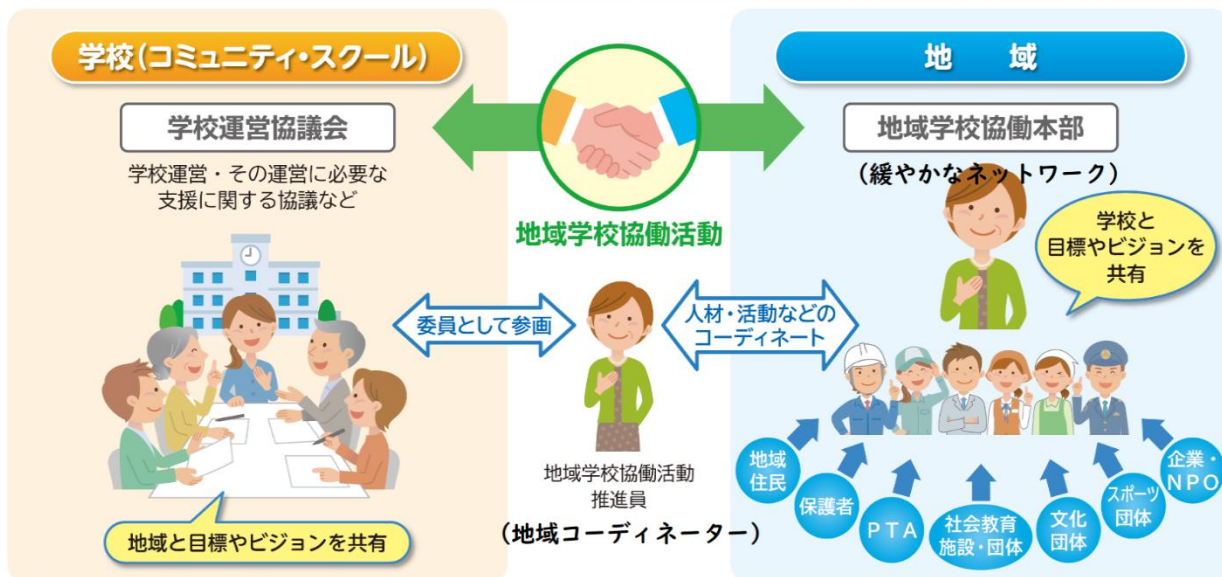 学校(コミュニティ・スクール)
学校運営協議会
学校運営・その運営に必要な
支援に関する協議など
地域と目標やビジョンを共有
地域学校協働活動
委員として参画
人材・活動などの
コーディネート
地域学校協働活動
推進員
(地域コーディネーター)
地 域
地域学校協働本部
(緩やかなネットワーク)
学校と
目標やビジョンを
共有
地域
住民
保護者
PTA
社会教育
施設・団体
文化
団体
スポーツ
団体
企業・
NPO